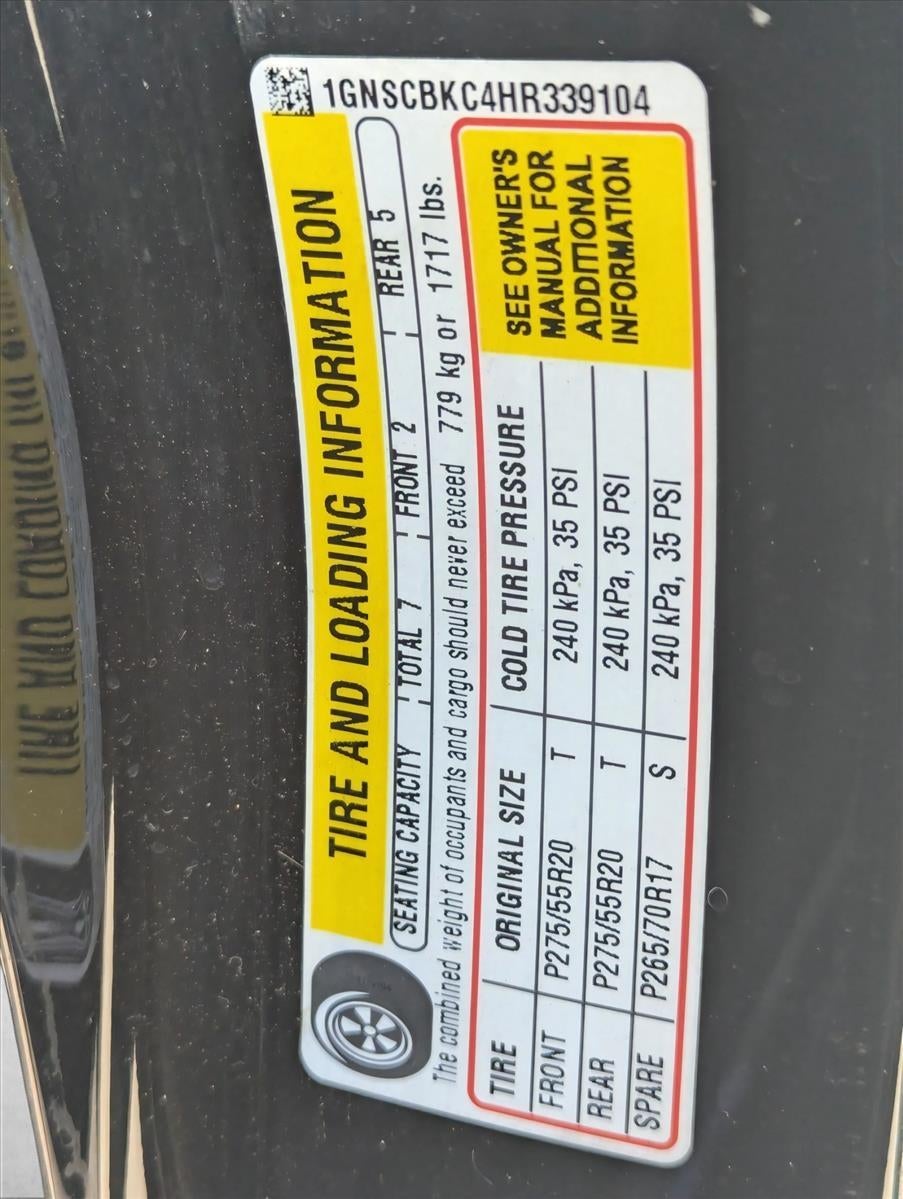 1GNSCBKC4HR339104
TIRE AND LOADING INFORMATION
SEATING CAPACITY TOTAL 7 FRONT 2 REAR 5
The combined weight of occupants and cargo should never exceed 779 kg or 1717 lbs.
TIRE ORIGINAL SIZE COLD TIRE PRESSURE
FRONT P275/55R20 T 240 kPa, 35 PSI
REAR P275/55R20 T 240 kPa, 35 PSI
SPARE P265/70R17 S 240 kPa, 35 PSI
SEE OWNER'S
MANUAL FOR
ADDITIONAL
INFORMATION